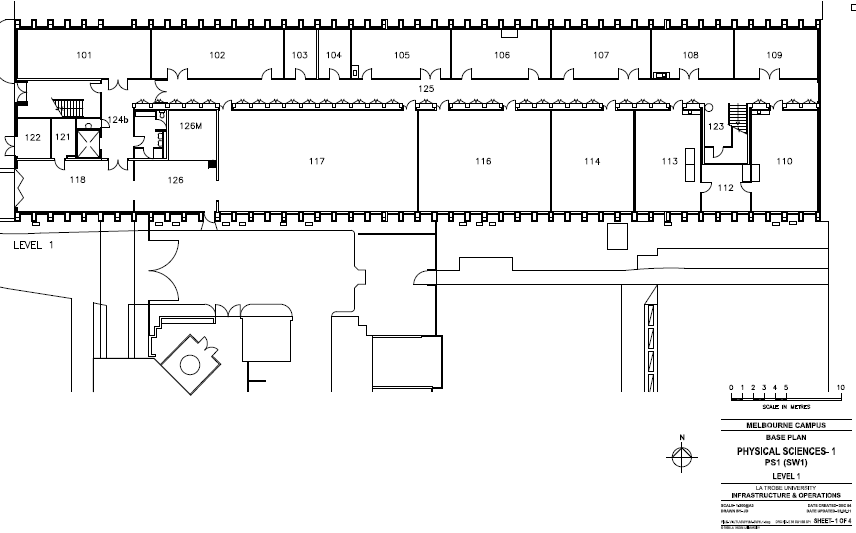 101 102 103 104 105 106 107 108 109
125
124b 126M 123
122 121
117 116 114 113 110
118 126 112
LEVEL 1
0 1 2 3 4 5 10
SCALE IN METRES
MELBOURNE CAMPUS
BASE PLAN
N
PHYSICAL SCIENCES- 1
PS1 (SW1)
LEVEL 1
LA TROBE UNIVERSITY
INFRASTRUCTURE & OPERATIONS
SHEET- 1 OF 4